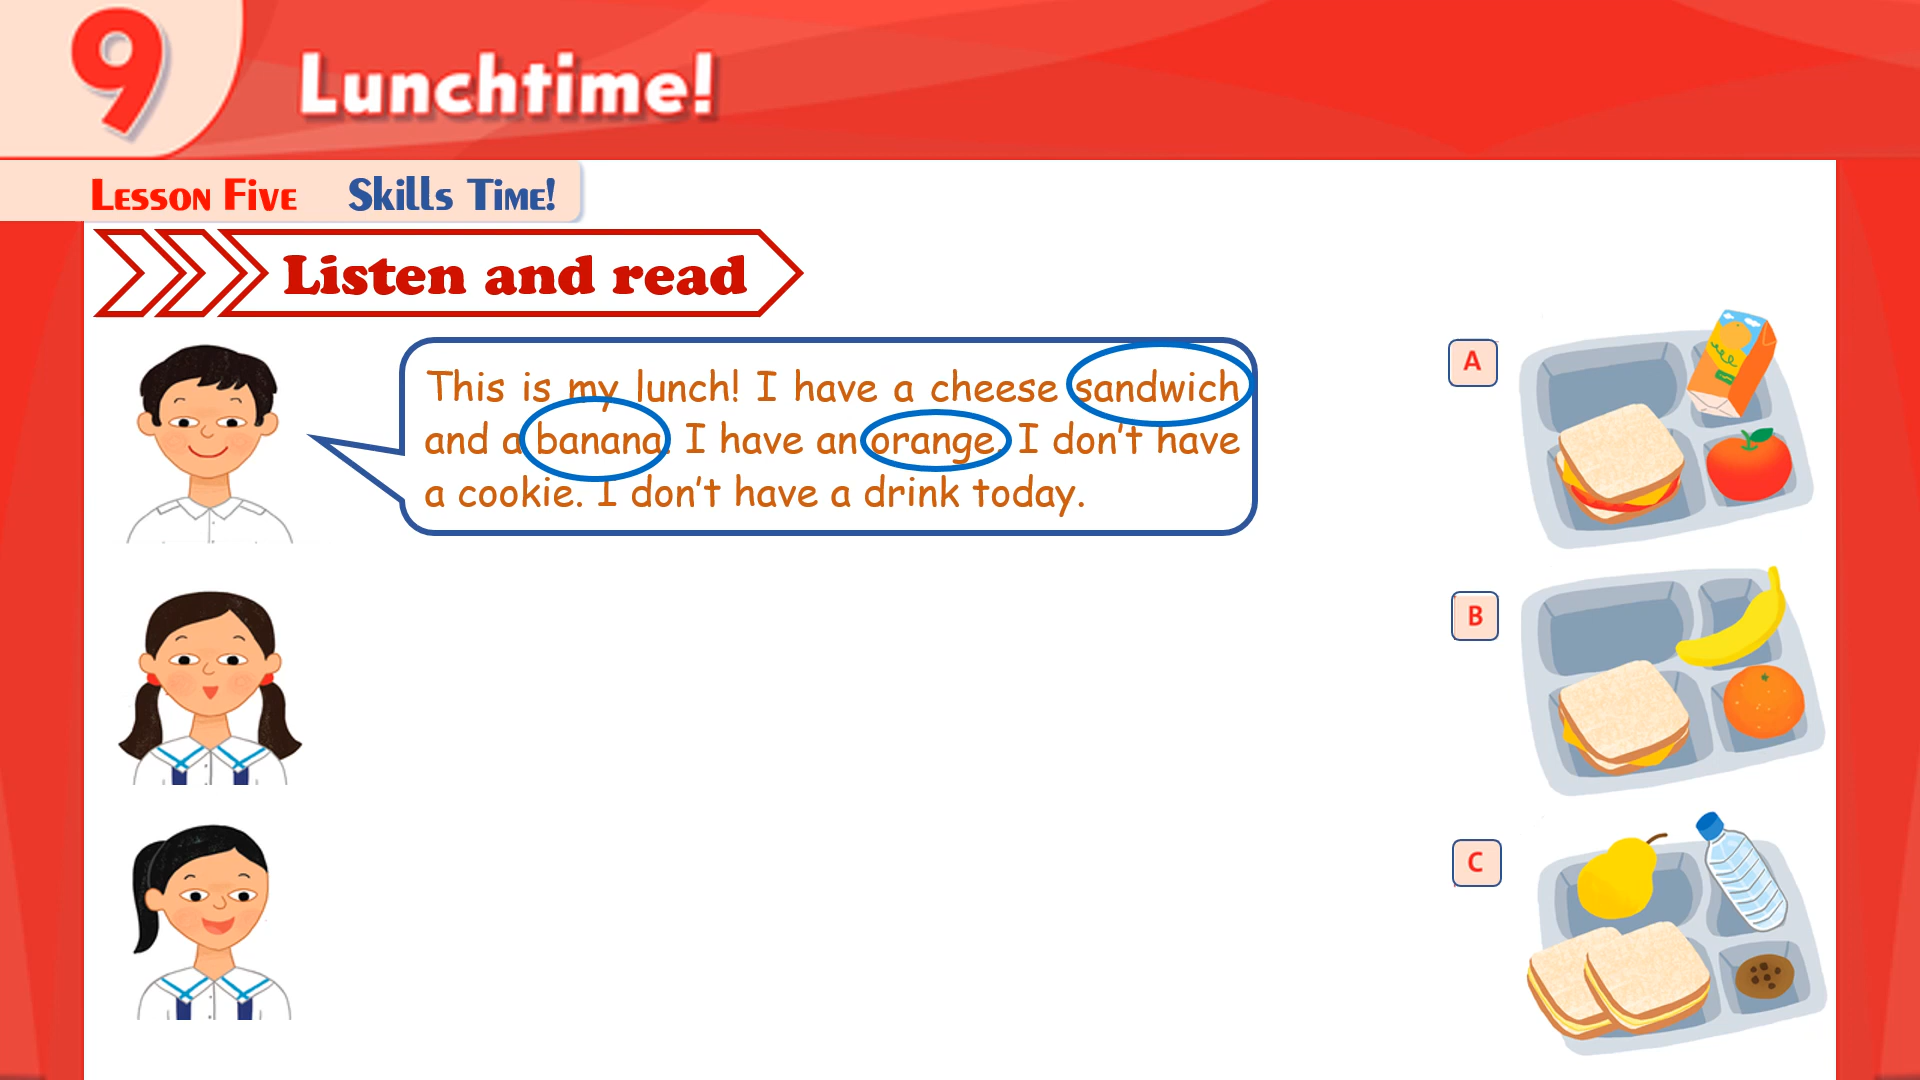 9 Lunchtime!
Lesson Five Skills Time!
Listen and read
This is my lunch! I have a cheese sandwich
and a banana. I have an orange. I don't have
a cookie. I don't have a drink today.
A
B
C